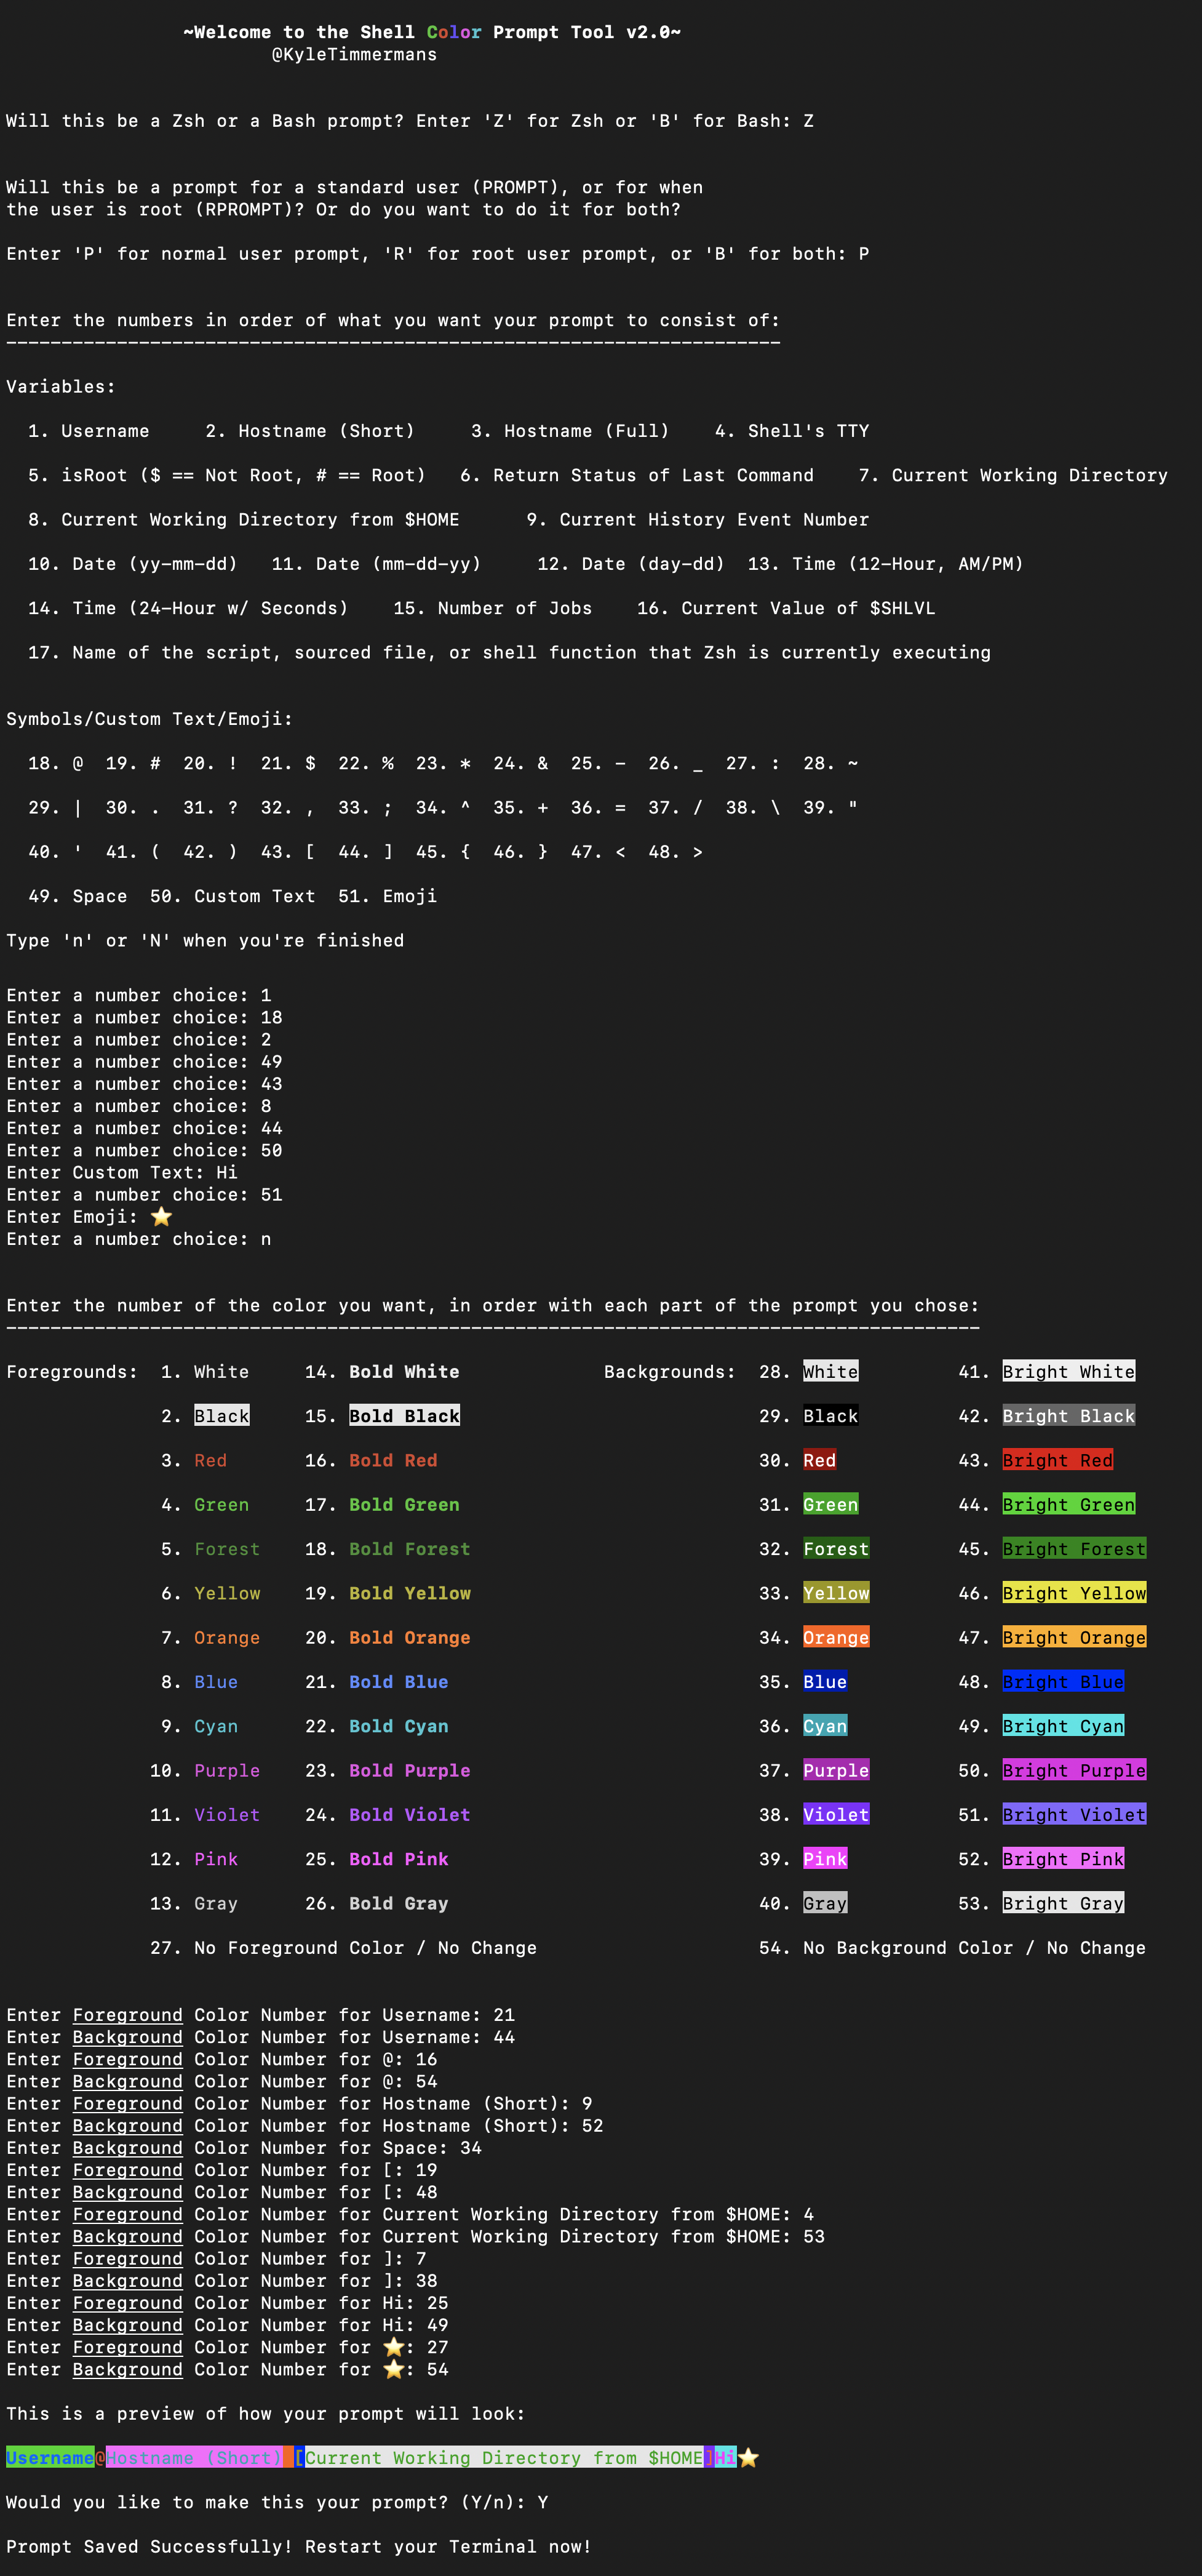 ~Welcome to the Shell Color Prompt Tool v2.0~
@KyleTimmermans
Will this be a Zsh or a Bash prompt? Enter 'Z' for Zsh or 'B' for Bash: Z
Will this be a prompt for a standard user (PROMPT), or for when
the user is root (RPROMPT)? Or do you want to do it for both?
Enter 'P' for normal user prompt, 'R' for root user prompt, or 'B' for both: P
Enter the numbers in order of what you want your prompt to consist of:
----------------------------------------------------------------------
Variables:
1. Username     2. Hostname (Short)     3. Hostname (Full)    4. Shell's TTY
5. isRoot ($ == Not Root, # == Root)   6. Return Status of Last Command    7. Current Working Directory
8. Current Working Directory from $HOME      9. Current History Event Number
10. Date (yy-mm-dd)   11. Date (mm-dd-yy)     12. Date (day-dd)  13. Time (12-Hour, AM/PM)
14. Time (24-Hour w/ Seconds)    15. Number of Jobs    16. Current Value of $SHLVL
17. Name of the script, sourced file, or shell function that Zsh is currently executing
Symbols/Custom Text/Emoji:
18. @  19. #  20. !  21. $  22. %  23. *  24. &  25. -  26. _  27. :  28. ~
29. |  30. .  31. ?  32. ,  33. ;  34. ^  35. +  36. =  37. /  38. \  39. "
40. '  41. (  42. )  43. [  44. ]  45. {  46. }  47. <  48. >
49. Space  50. Custom Text  51. Emoji
Type 'n' or 'N' when you're finished
Enter a number choice: 1
Enter a number choice: 18
Enter a number choice: 2
Enter a number choice: 49
Enter a number choice: 43
Enter a number choice: 8
Enter a number choice: 44
Enter a number choice: 50
Enter Custom Text: Hi
Enter a number choice: 51
Enter Emoji: ⭐
Enter a number choice: n
Enter the number of the color you want, in order with each part of the prompt you chose:
----------------------------------------------------------------------------------------
Foregrounds:  1. White     14. Bold White             Backgrounds:  28. White         41. Bright White
2. Black     15. Bold Black     29. Black         42. Bright Black
3. Red       16. Bold Red       30. Red           43. Bright Red
4. Green     17. Bold Green     31. Green         44. Bright Green
5. Forest    18. Bold Forest    32. Forest        45. Bright Forest
6. Yellow    19. Bold Yellow    33. Yellow        46. Bright Yellow
7. Orange    20. Bold Orange    34. Orange        47. Bright Orange
8. Blue      21. Bold Blue      35. Blue          48. Bright Blue
9. Cyan      22. Bold Cyan      36. Cyan          49. Bright Cyan
10. Purple    23. Bold Purple    37. Purple        50. Bright Purple
11. Violet    24. Bold Violet    38. Violet        51. Bright Violet
12. Pink      25. Bold Pink      39. Pink          52. Bright Pink
13. Gray      26. Bold Gray      40. Gray          53. Bright Gray
27. No Foreground Color / No Change                    54. No Background Color / No Change
Enter Foreground Color Number for Username: 21
Enter Background Color Number for Username: 44
Enter Foreground Color Number for @: 16
Enter Background Color Number for @: 54
Enter Foreground Color Number for Hostname (Short): 9
Enter Background Color Number for Hostname (Short): 52
Enter Background Color Number for Space: 34
Enter Foreground Color Number for [: 19
Enter Background Color Number for [: 48
Enter Foreground Color Number for Current Working Directory from $HOME: 4
Enter Background Color Number for Current Working Directory from $HOME: 53
Enter Foreground Color Number for ]: 7
Enter Background Color Number for ]: 38
Enter Foreground Color Number for Hi: 25
Enter Background Color Number for Hi: 49
Enter Foreground Color Number for ⭐: 27
Enter Background Color Number for ⭐: 54
This is a preview of how your prompt will look:
Username@Hostname (Short) [Current Working Directory from $HOME]Hi⭐
Would you like to make this your prompt? (Y/n): Y
Prompt Saved Successfully! Restart your Terminal now!